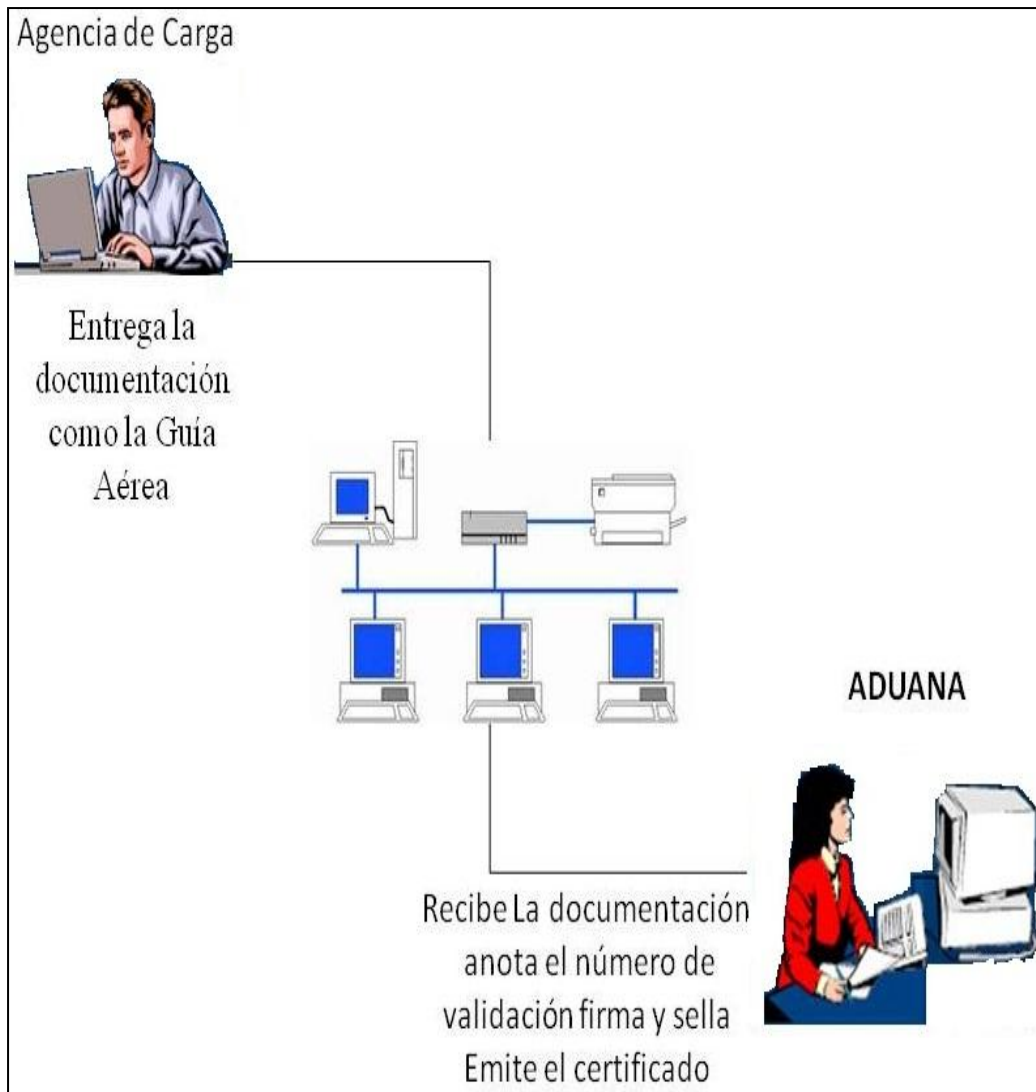 Agencia de Carga
Entrega la
documentación
como la Guía
Aérea
ADUANA
Recibe La documentación
anota el número de
validación firma y sella
Emite el certificado